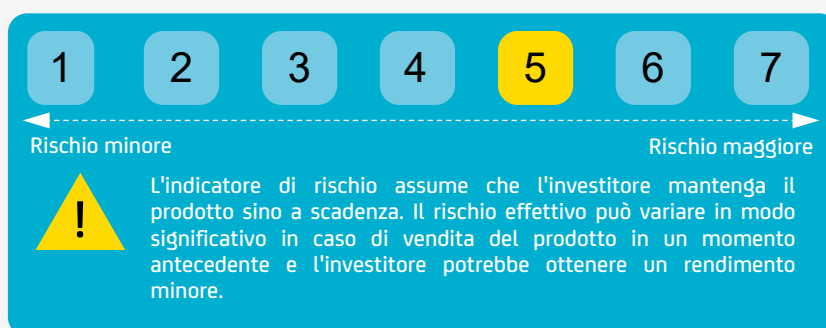 1 2 3 4 5 6 7
Rischio minore Rischio maggiore
!
L'indicatore di rischio assume che l'investitore mantenga il
prodotto sino a scadenza. Il rischio effettivo può variare in modo
significativo in caso di vendita del prodotto in un momento
antecedente e l'investitore potrebbe ottenere un rendimento
minore.